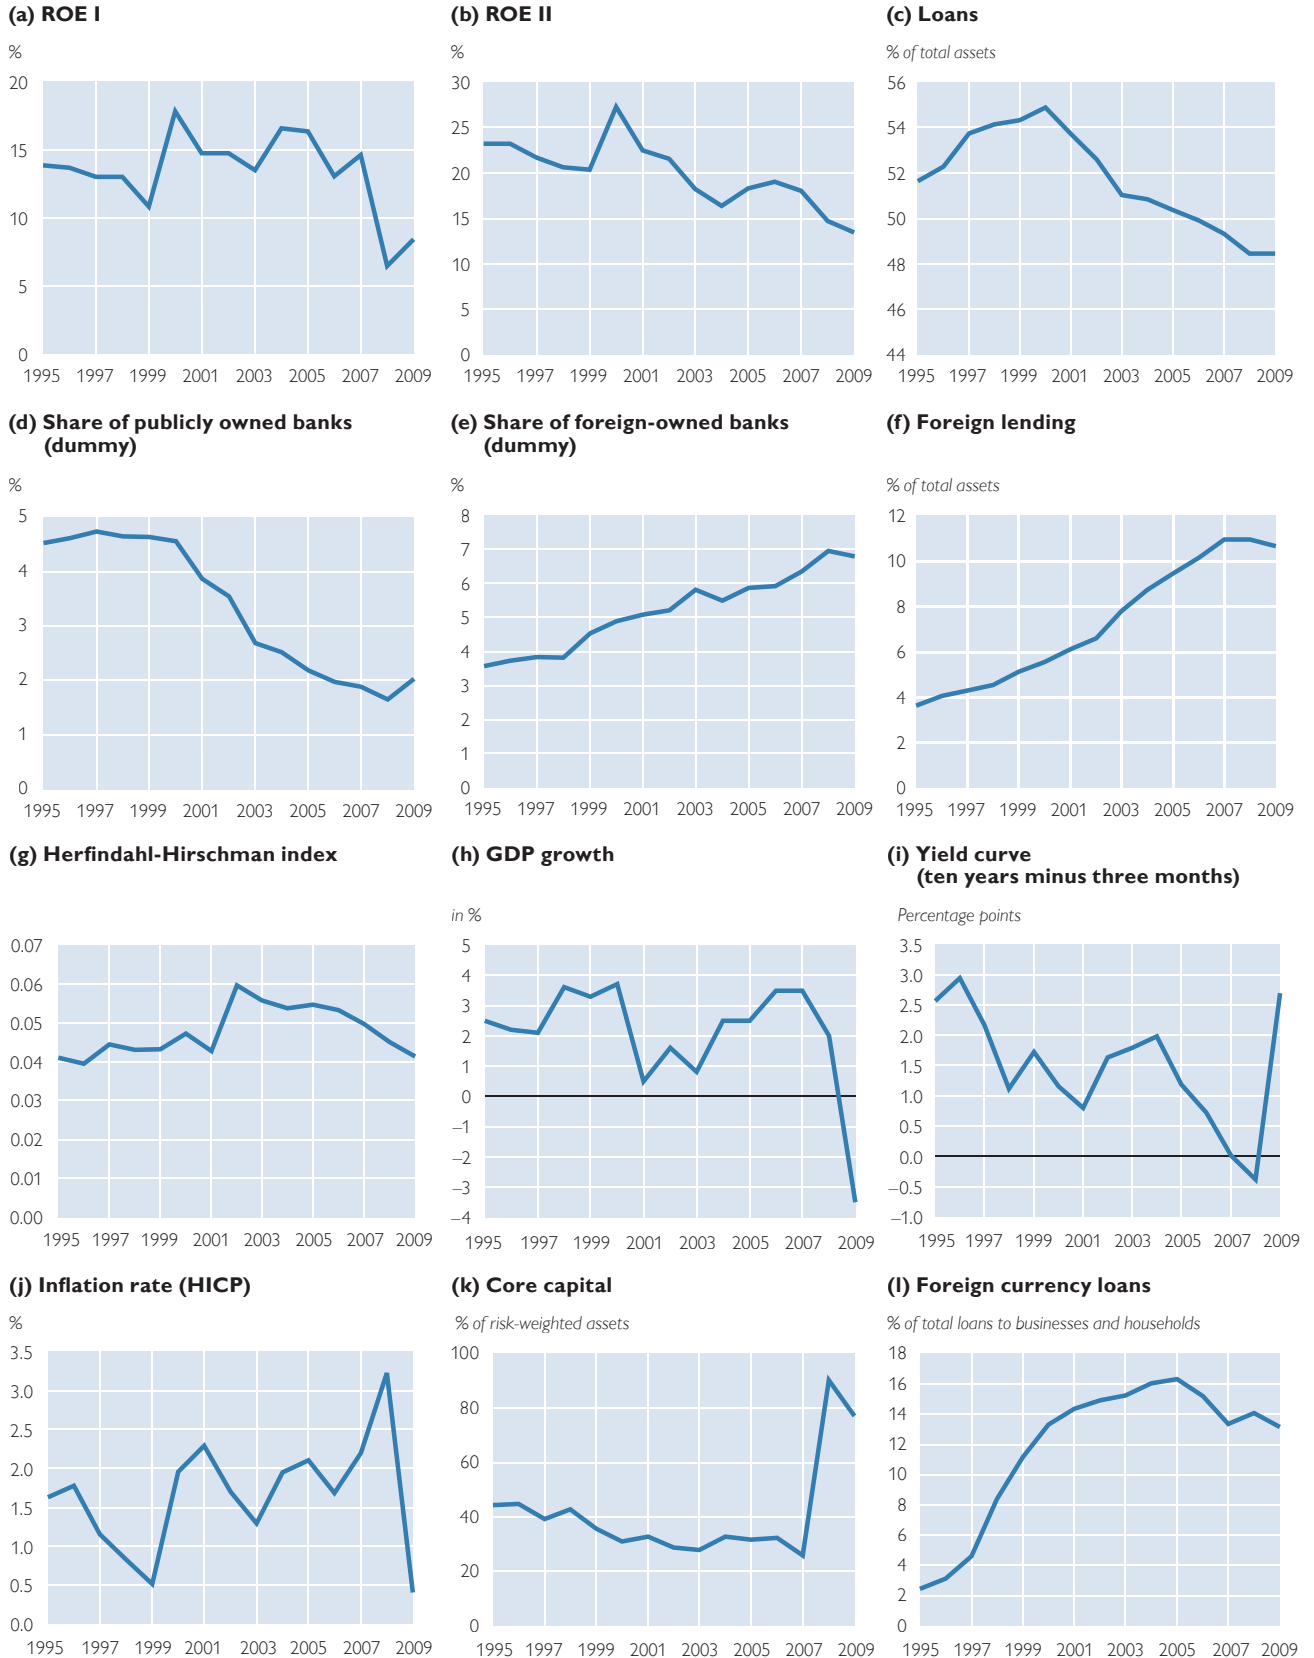 (a) ROE I
%
20
15
10
5
0
1995 1997 1999 2001 2003 2005 2007 2009
(b) ROE II
%
30
25
20
15
10
5
0
1995 1997 1999 2001 2003 2005 2007 2009
(c) Loans
% of total assets
56
54
52
50
48
46
44
1995 1997 1999 2001 2003 2005 2007 2009
(d) Share of publicly owned banks
(dummy)
%
5
4
3
2
1
0
1995 1997 1999 2001 2003 2005 2007 2009
(e) Share of foreign-owned banks
(dummy)
%
8
7
6
5
4
3
2
1
0
1995 1997 1999 2001 2003 2005 2007 2009
(f) Foreign lending
% of total assets
12
10
8
6
4
2
0
1995 1997 1999 2001 2003 2005 2007 2009
(g) Herfindahl-Hirschman index
0.07
0.06
0.05
0.04
0.03
0.02
0.01
0.00
1995 1997 1999 2001 2003 2005 2007 2009
(h) GDP growth
in %
5
4
3
2
1
0
–1
–2
–3
–4
1995 1997 1999 2001 2003 2005 2007 2009
(i) Yield curve
(ten years minus three months)
Percentage points
3.5
3.0
2.5
2.0
1.5
1.0
0.5
0.0
–0.5
–1.0
1995 1997 1999 2001 2003 2005 2007 2009
(j) Inflation rate (HICP)
%
3.5
3.0
2.5
2.0
1.5
1.0
0.5
0.0
1995 1997 1999 2001 2003 2005 2007 2009
(k) Core capital
% of risk-weighted assets
100
80
60
40
20
0
1995 1997 1999 2001 2003 2005 2007 2009
(l) Foreign currency loans
% of total loans to businesses and households
18
16
14
12
10
8
6
4
2
0
1995 1997 1999 2001 2003 2005 2007 2009